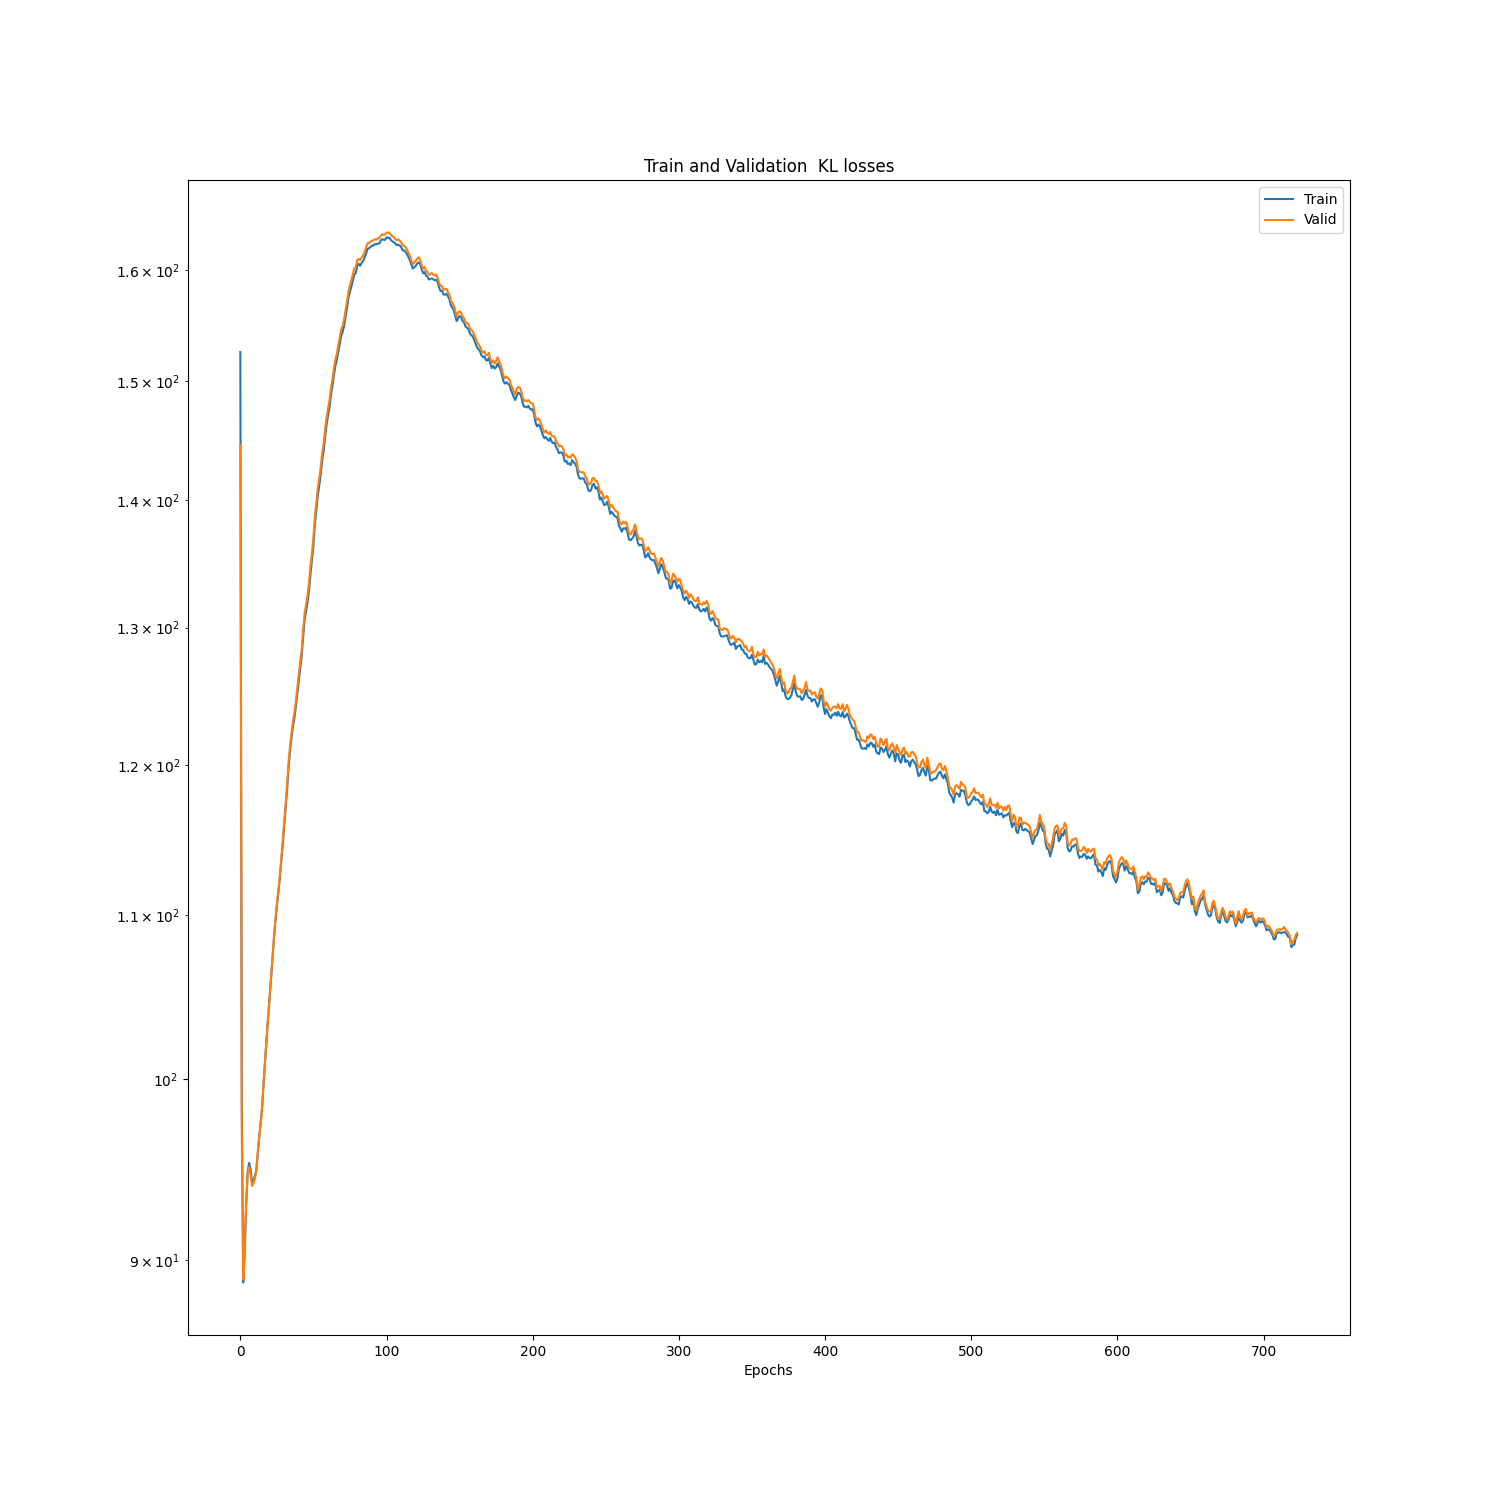 Train and Validation  KL losses
Train
Valid
1.6 × 10²
1.5 × 10²
1.4 × 10²
1.3 × 10²
1.2 × 10²
1.1 × 10²
10²
9 × 10¹
0 100 200 300 400 500 600 700
Epochs